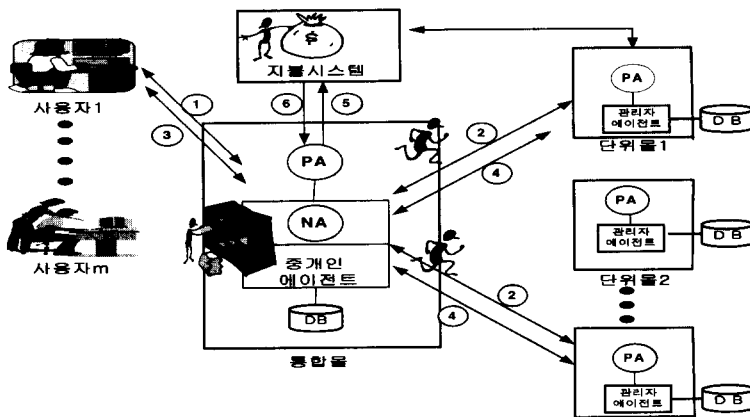 $
지불시스템
사용자1
사용자m
1
3
6
5
2
4
2
4
PA
NA
중개인
에이전트
DB
통합몰
PA
관리자
에이전트
DB
단위몰1
PA
관리자
에이전트
DB
단위몰2
PA
관리자
에이전트
DB